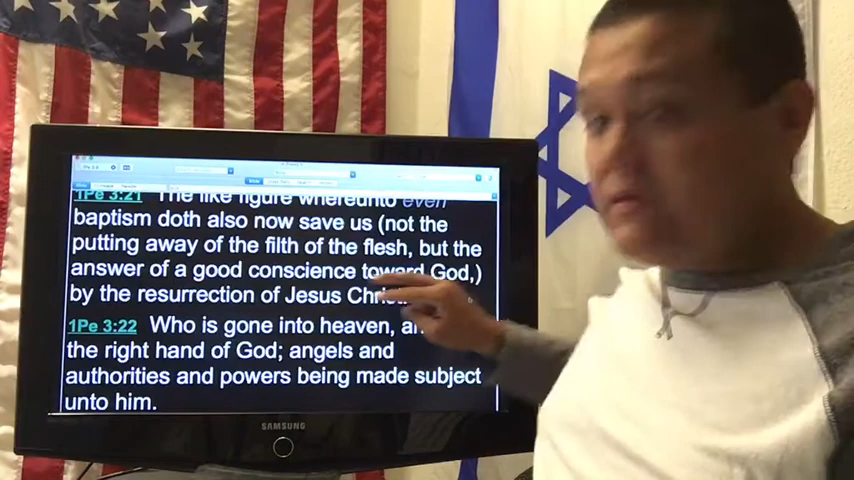 1Pe 3:21 The like figure whereunto even
baptism doth also now save us (not the
putting away of the filth of the flesh, but the
answer of a good conscience toward God,)
by the resurrection of Jesus
1Pe 3:22 Who is gone into heaven,
the right hand of God; angels and
authorities and powers being made subject
unto him.
SAMSUNG